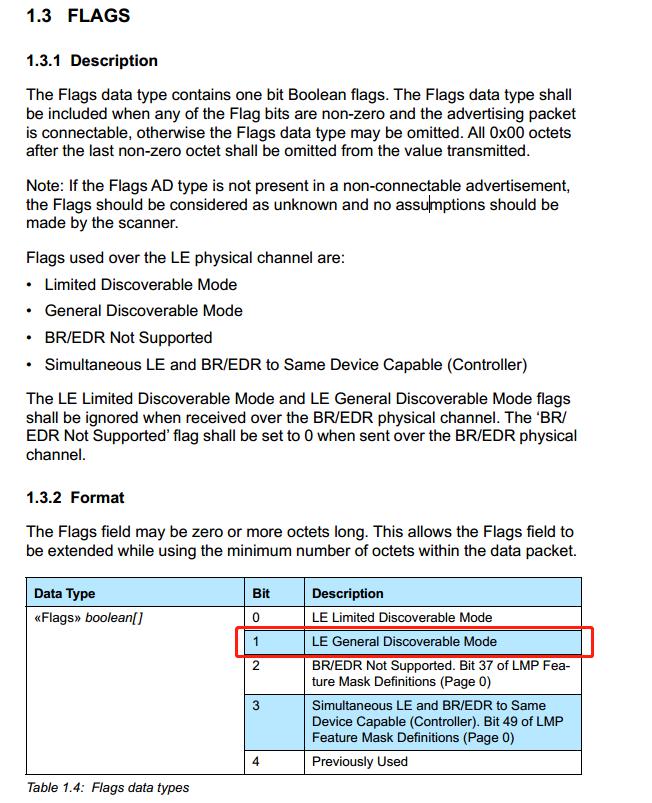 1.3 FLAGS
1.3.1 Description
The Flags data type contains one bit Boolean flags. The Flags data type shall
be included when any of the Flag bits are non-zero and the advertising packet
is connectable, otherwise the Flags data type may be omitted. All 0x00 octets
after the last non-zero octet shall be omitted from the value transmitted.
Note: If the Flags AD type is not present in a non-connectable advertisement,
the Flags should be considered as unknown and no assumptions should be
made by the scanner.
Flags used over the LE physical channel are:
• Limited Discoverable Mode
• General Discoverable Mode
• BR/EDR Not Supported
• Simultaneous LE and BR/EDR to Same Device Capable (Controller)
The LE Limited Discoverable Mode and LE General Discoverable Mode flags
shall be ignored when received over the BR/EDR physical channel. The ‘BR/
EDR Not Supported’ flag shall be set to 0 when sent over the BR/EDR physical
channel.
1.3.2 Format
The Flags field may be zero or more octets long. This allows the Flags field to
be extended while using the minimum number of octets within the data packet.
Data Type Bit Description
«Flags» boolean[] 0 LE Limited Discoverable Mode
1 LE General Discoverable Mode
2 BR/EDR Not Supported. Bit 37 of LMP Fea-
ture Mask Definitions (Page 0)
3 Simultaneous LE and BR/EDR to Same
Device Capable (Controller). Bit 49 of LMP
Feature Mask Definitions (Page 0)
4 Previously Used
Table 1.4: Flags data types